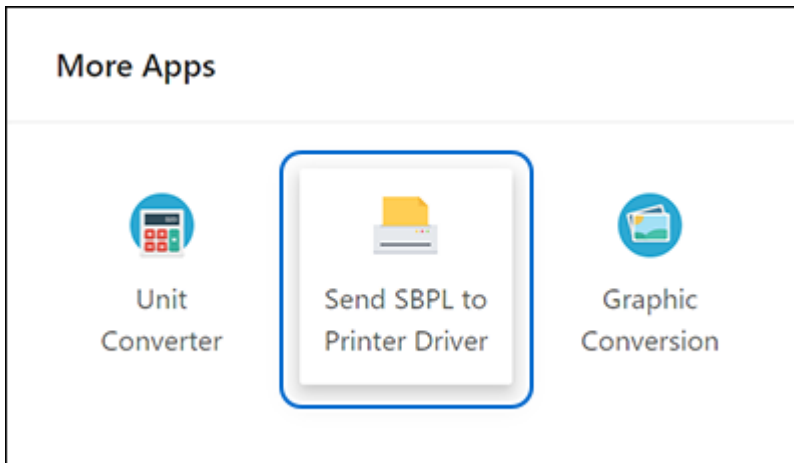 More Apps
Unit
Converter
Send SBPL to
Printer Driver
Graphic
Conversion